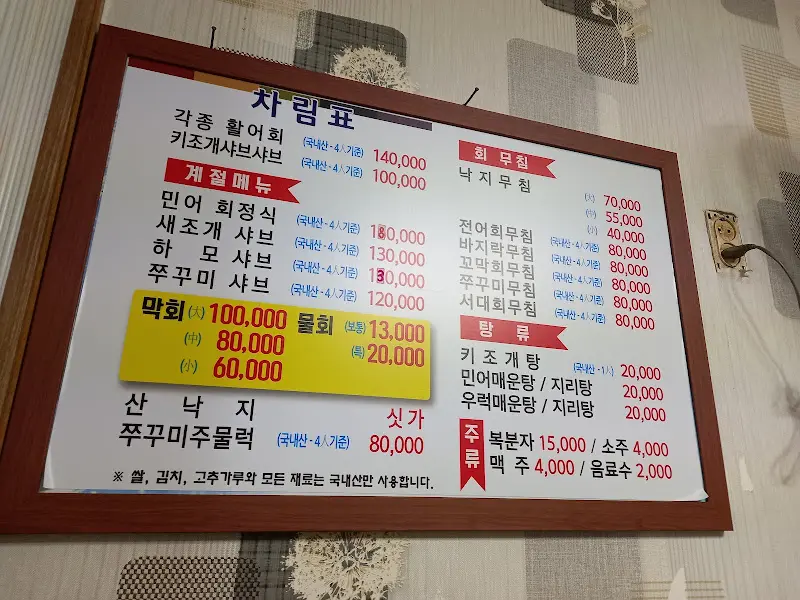 차림표
각종 활어회 (국내산-4人기준) 140,000
키조개샤브샤브 (국내산-4人기준) 100,000
계절메뉴
민어 회정식 (국내산-4人기준) 180,000
새조개 샤브 (국내산-4人기준) 130,000
하 모 샤브 (국내산-4人기준) 130,000
쭈꾸미 샤브 (국내산-4人기준) 120,000
막회 (大) 100,000
(中) 80,000
(小) 60,000
물회 (보통) 13,000
(특) 20,000
산 낙 지 싯가
쭈꾸미주물럭 (국내산-4人기준) 80,000
※ 쌀, 김치, 고추가루와 모든 재료는 국내산만 사용합니다.
회 무침
낙지무침 (大) 70,000
(中) 55,000
(小) 40,000
전어회무침 (국내산-4人기준) 80,000
바지락무침 (국내산-4人기준) 80,000
꼬막회무침 (국내산-4人기준) 80,000
쭈꾸미무침 (국내산-4人기준) 80,000
서대회무침 (국내산-4人기준) 80,000
탕 류
키 조 개 탕 (국내산-1人) 20,000
민어매운탕 / 지리탕 20,000
우럭매운탕 / 지리탕 20,000
주류
복분자 15,000 / 소주 4,000
맥 주 4,000 / 음료수 2,000